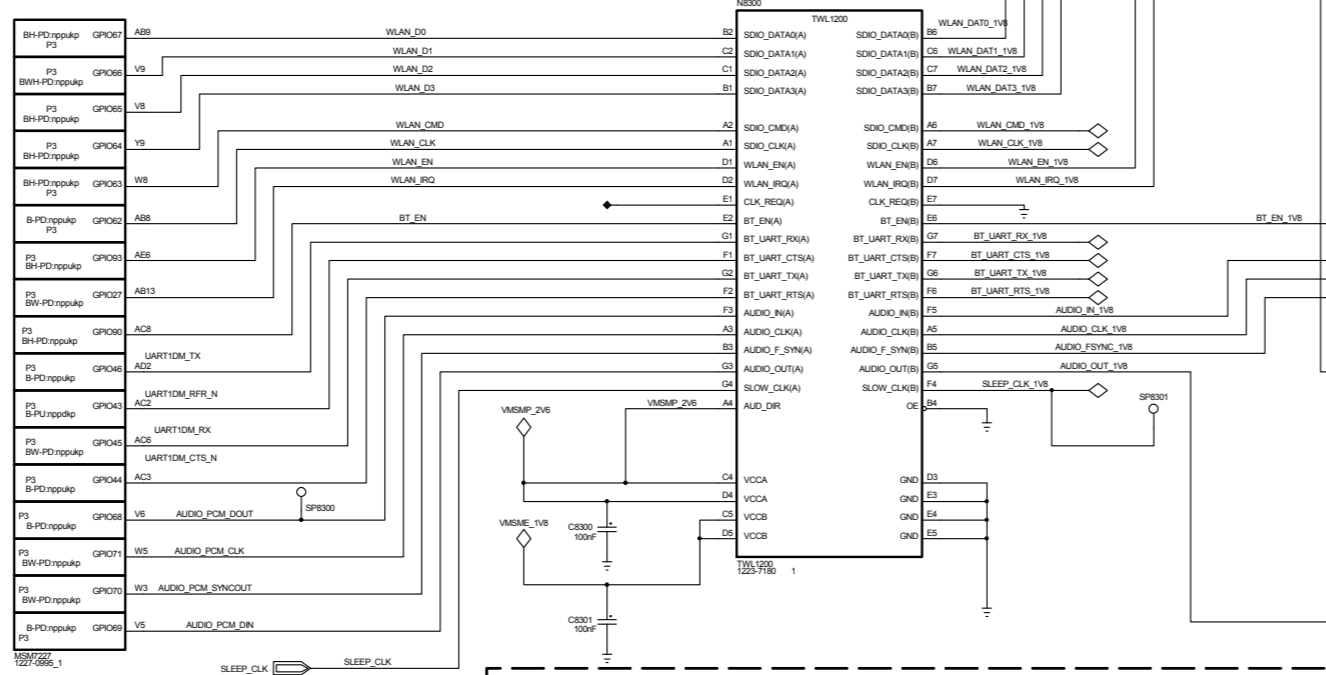 N8300
TWL1200
BH-PD:nppukp GPIO67 AB9 WLAN_D0 B2 SDIO_DATA0(A) SDIO_DATA0(B) B6 WLAN_DAT0_1V8
P3
WLAN_D1 C2 SDIO_DATA1(A) SDIO_DATA1(B) C6 WLAN_DAT1_1V8
P3 GPIO66 V9 WLAN_D2 C1 SDIO_DATA2(A) SDIO_DATA2(B) C7 WLAN_DAT2_1V8
BWH-PD:nppukp
WLAN_D3 B1 SDIO_DATA3(A) SDIO_DATA3(B) B7 WLAN_DAT3_1V8
P3 GPIO65 V8
BH-PD:nppukp
WLAN_CMD A2 SDIO_CMD(A) SDIO_CMD(B) A6 WLAN_CMD_1V8
P3 GPIO64 Y9 WLAN_CLK A1 SDIO_CLK(A) SDIO_CLK(B) A7 WLAN_CLK_1V8
BH-PD:nppukp
WLAN_EN D1 WLAN_EN(A) WLAN_EN(B) D6 WLAN_EN_1V8
BH-PD:nppukp GPIO63 W8 WLAN_IRQ D2 WLAN_IRQ(A) WLAN_IRQ(B) D7 WLAN_IRQ_1V8
P3
E1 CLK_REQ(A) CLK_REQ(B) E7
B-PD:nppukp GPIO62 AB8 BT_EN E2 BT_EN(A) BT_EN(B) E6 BT_EN_1V8
P3
G1 BT_UART_RX(A) BT_UART_RX(B) G7 BT_UART_RX_1V8
P3 GPIO93 AE6 F1 BT_UART_CTS(A) BT_UART_CTS(B) F7 BT_UART_CTS_1V8
BH-PD:nppukp
G2 BT_UART_TX(A) BT_UART_TX(B) G6 BT_UART_TX_1V8
P3 GPIO27 AB13 F2 BT_UART_RTS(A) BT_UART_RTS(B) F6 BT_UART_RTS_1V8
BW-PD:nppukp
F3 AUDIO_IN(A) AUDIO_IN(B) F5 AUDIO_IN_1V8
P3 GPIO90 AC8 A3 AUDIO_CLK(A) AUDIO_CLK(B) A5 AUDIO_CLK_1V8
BH-PD:nppukp
B3 AUDIO_F_SYN(A) AUDIO_F_SYN(B) B5 AUDIO_FSYNC_1V8
UART1DM_TX
P3 GPIO46 AD2 G3 AUDIO_OUT(A) AUDIO_OUT(B) G5 AUDIO_OUT_1V8
B-PD:nppukp
G4 SLOW_CLK(A) SLOW_CLK(B) F4 SLEEP_CLK_1V8
UART1DM_RFR_N SP8301
P3 GPIO43 AC2 VMSMP_2V6 VMSMP_2V6 A4 AUD_DIR OE B4
B-PU:nppdkp
UART1DM_RX
P3 GPIO45 AC6
BW-PD:nppukp
UART1DM_CTS_N
P3 GPIO44 AC3 C4 VCCA GND D3
B-PD:nppukp
D4 VCCA GND E3
SP8300
P3 GPIO68 V6 AUDIO_PCM_DOUT C5 VCCB GND E4
B-PD:nppukp
VMSME_1V8 C8300 D5 VCCB GND E5
100nF
P3 GPIO71 W5 AUDIO_PCM_CLK
BW-PD:nppukp
TWL1200
1223-7180 1
P3 GPIO70 W3 AUDIO_PCM_SYNCOUT
BW-PD:nppukp
C8301
100nF
B-PD:nppukp GPIO69 V5 AUDIO_PCM_DIN
P3
MSM7227
1227-0995_1
SLEEP_CLK SLEEP_CLK